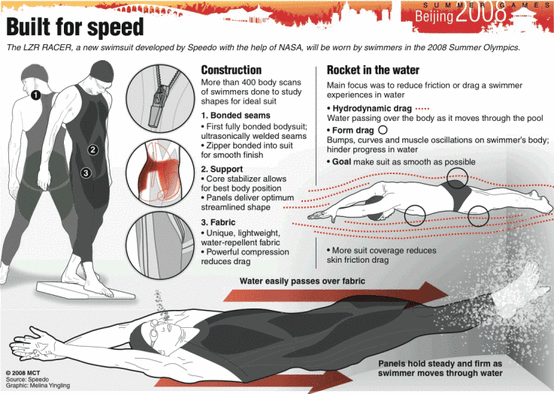 SUMMER GAMES
Beijing 2008
Built for speed
The LZR RACER, a new swimsuit developed by Speedo with the help of NASA, will be worn by swimmers in the 2008 Summer Olympics.
1
2
3
Construction
More than 400 body scans
of swimmers done to study
shapes for ideal suit
1. Bonded seams
• First fully bonded bodysuit;
ultrasonically welded seams
• Zipper bonded into suit
for smooth finish
2. Support
• Core stabilizer allows
for best body position
• Panels deliver optimum
streamlined shape
3. Fabric
• Unique, lightweight,
water-repellent fabric
• Powerful compression
reduces drag
Rocket in the water
Main focus was to reduce friction or drag a swimmer
experiences in water
• Hydrodynamic drag
Water passing over the body as it moves through the pool
• Form drag
Bumps, curves and muscle oscillations on swimmer's body;
hinder progress in water
• Goal make suit as smooth as possible
• More suit coverage reduces
skin friction drag
Water easily passes over fabric
Panels hold steady and firm as
swimmer moves through water
© 2008 MCT
Source: Speedo
Graphic: Melina Yingling